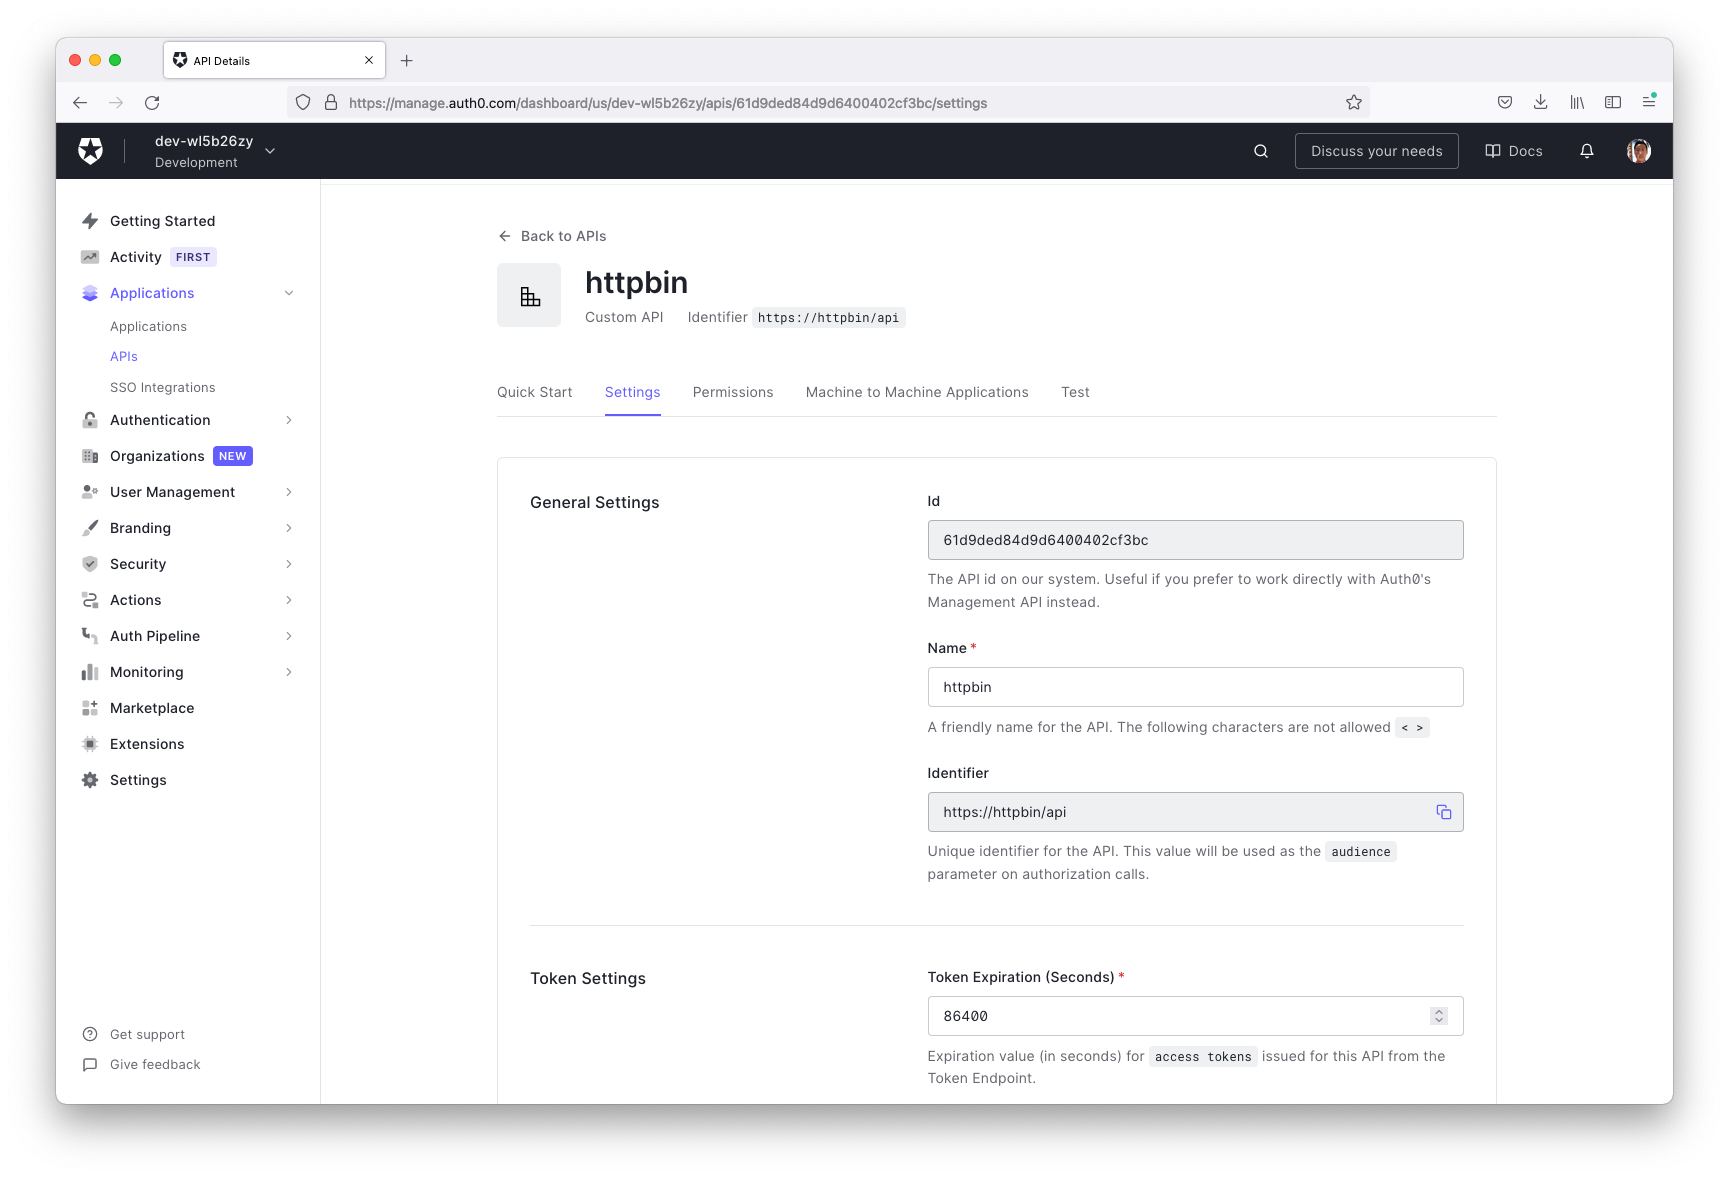 API Details
https://manage.auth0.com/dashboard/us/dev-wl5b26zy/apis/61d9ded84d9d6400402cf3bc/settings
dev-wl5b26zy
Development
Discuss your needs
Docs
Getting Started
Activity FIRST
Applications
Applications
APIs
SSO Integrations
Authentication
Organizations NEW
User Management
Branding
Security
Actions
Auth Pipeline
Monitoring
Marketplace
Extensions
Settings
Get support
Give feedback
Back to APIs
httpbin
Custom API Identifier https://httpbin/api
Quick Start Settings Permissions Machine to Machine Applications Test
General Settings
Id
61d9ded84d9d6400402cf3bc
The API id on our system. Useful if you prefer to work directly with Auth0's
Management API instead.
Name *
httpbin
A friendly name for the API. The following characters are not allowed < >
Identifier
https://httpbin/api
Unique identifier for the API. This value will be used as the audience
parameter on authorization calls.
Token Settings
Token Expiration (Seconds) *
86400
Expiration value (in seconds) for access tokens issued for this API from the
Token Endpoint.